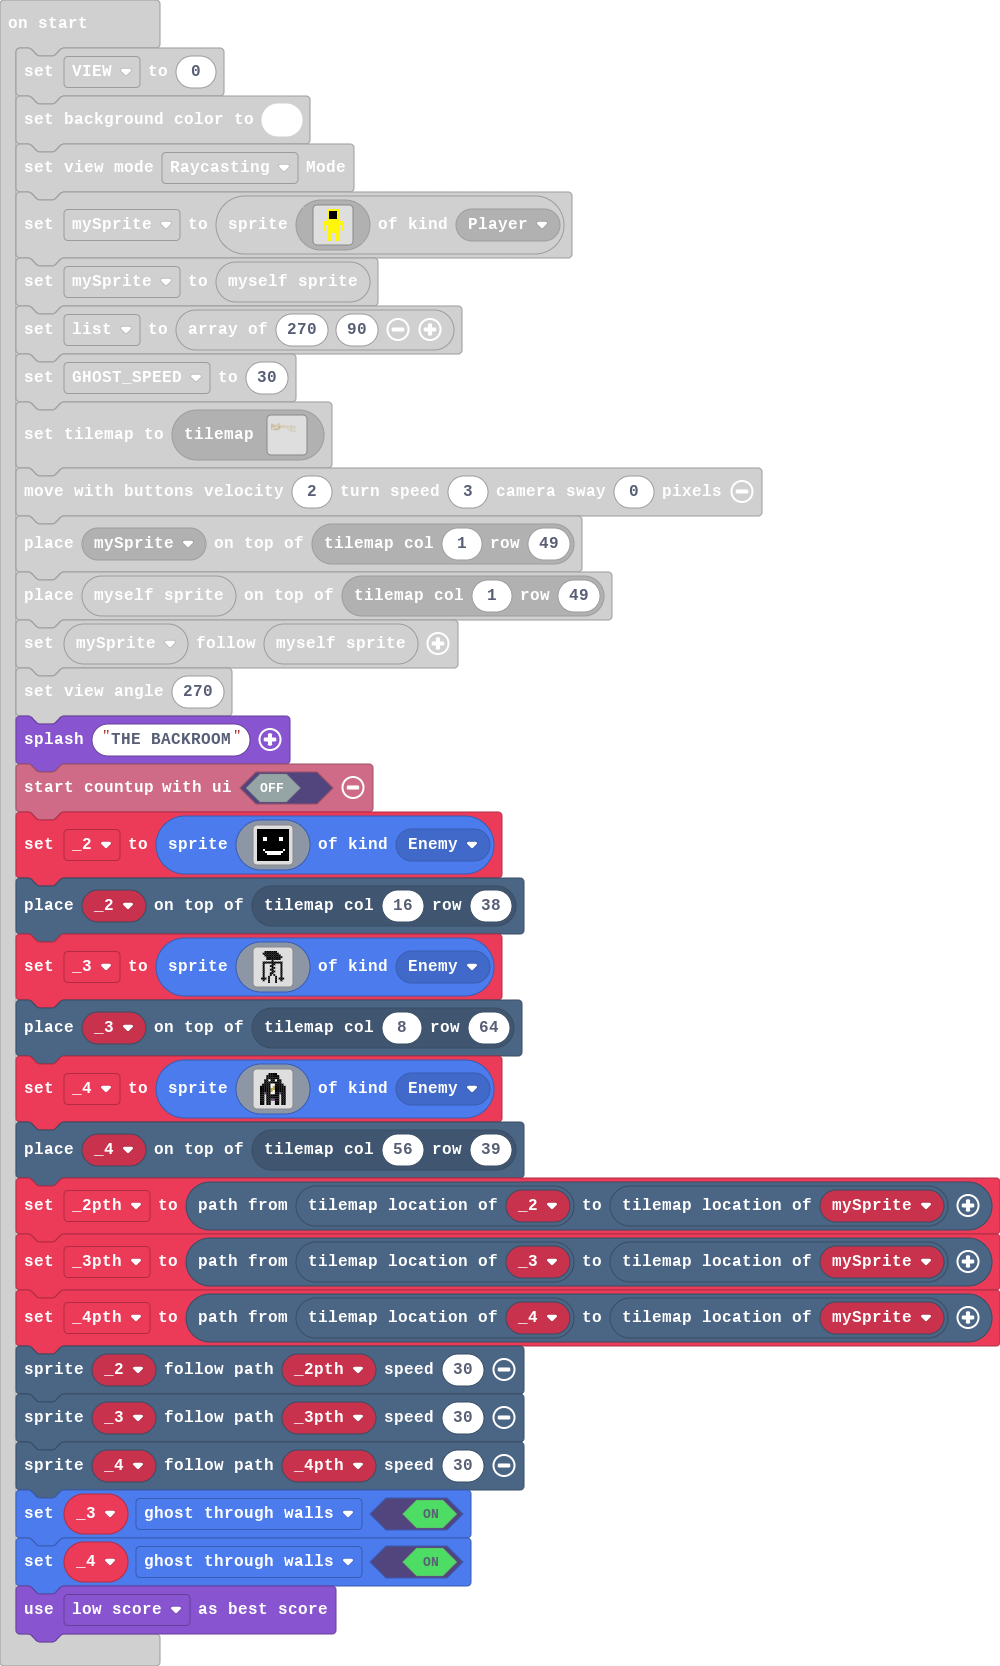 on start
set VIEW to 0
set background color to
set view mode Raycasting Mode
set mySprite to sprite of kind Player
set mySprite to myself sprite
set list to array of 270 90
set GHOST_SPEED to 30
set tilemap to tilemap
move with buttons velocity 2 turn speed 3 camera sway 0 pixels
place mySprite on top of tilemap col 1 row 49
place myself sprite on top of tilemap col 1 row 49
set mySprite follow myself sprite
set view angle 270
splash "THE BACKROOM"
start countup with ui OFF
set _2 to sprite of kind Enemy
place _2 on top of tilemap col 16 row 38
set _3 to sprite of kind Enemy
place _3 on top of tilemap col 8 row 64
set _4 to sprite of kind Enemy
place _4 on top of tilemap col 56 row 39
set _2pth to path from tilemap location of _2 to tilemap location of mySprite
set _3pth to path from tilemap location of _3 to tilemap location of mySprite
set _4pth to path from tilemap location of _4 to tilemap location of mySprite
sprite _2 follow path _2pth speed 30
sprite _3 follow path _3pth speed 30
sprite _4 follow path _4pth speed 30
set _3 ghost through walls ON
set _4 ghost through walls ON
use low score as best score